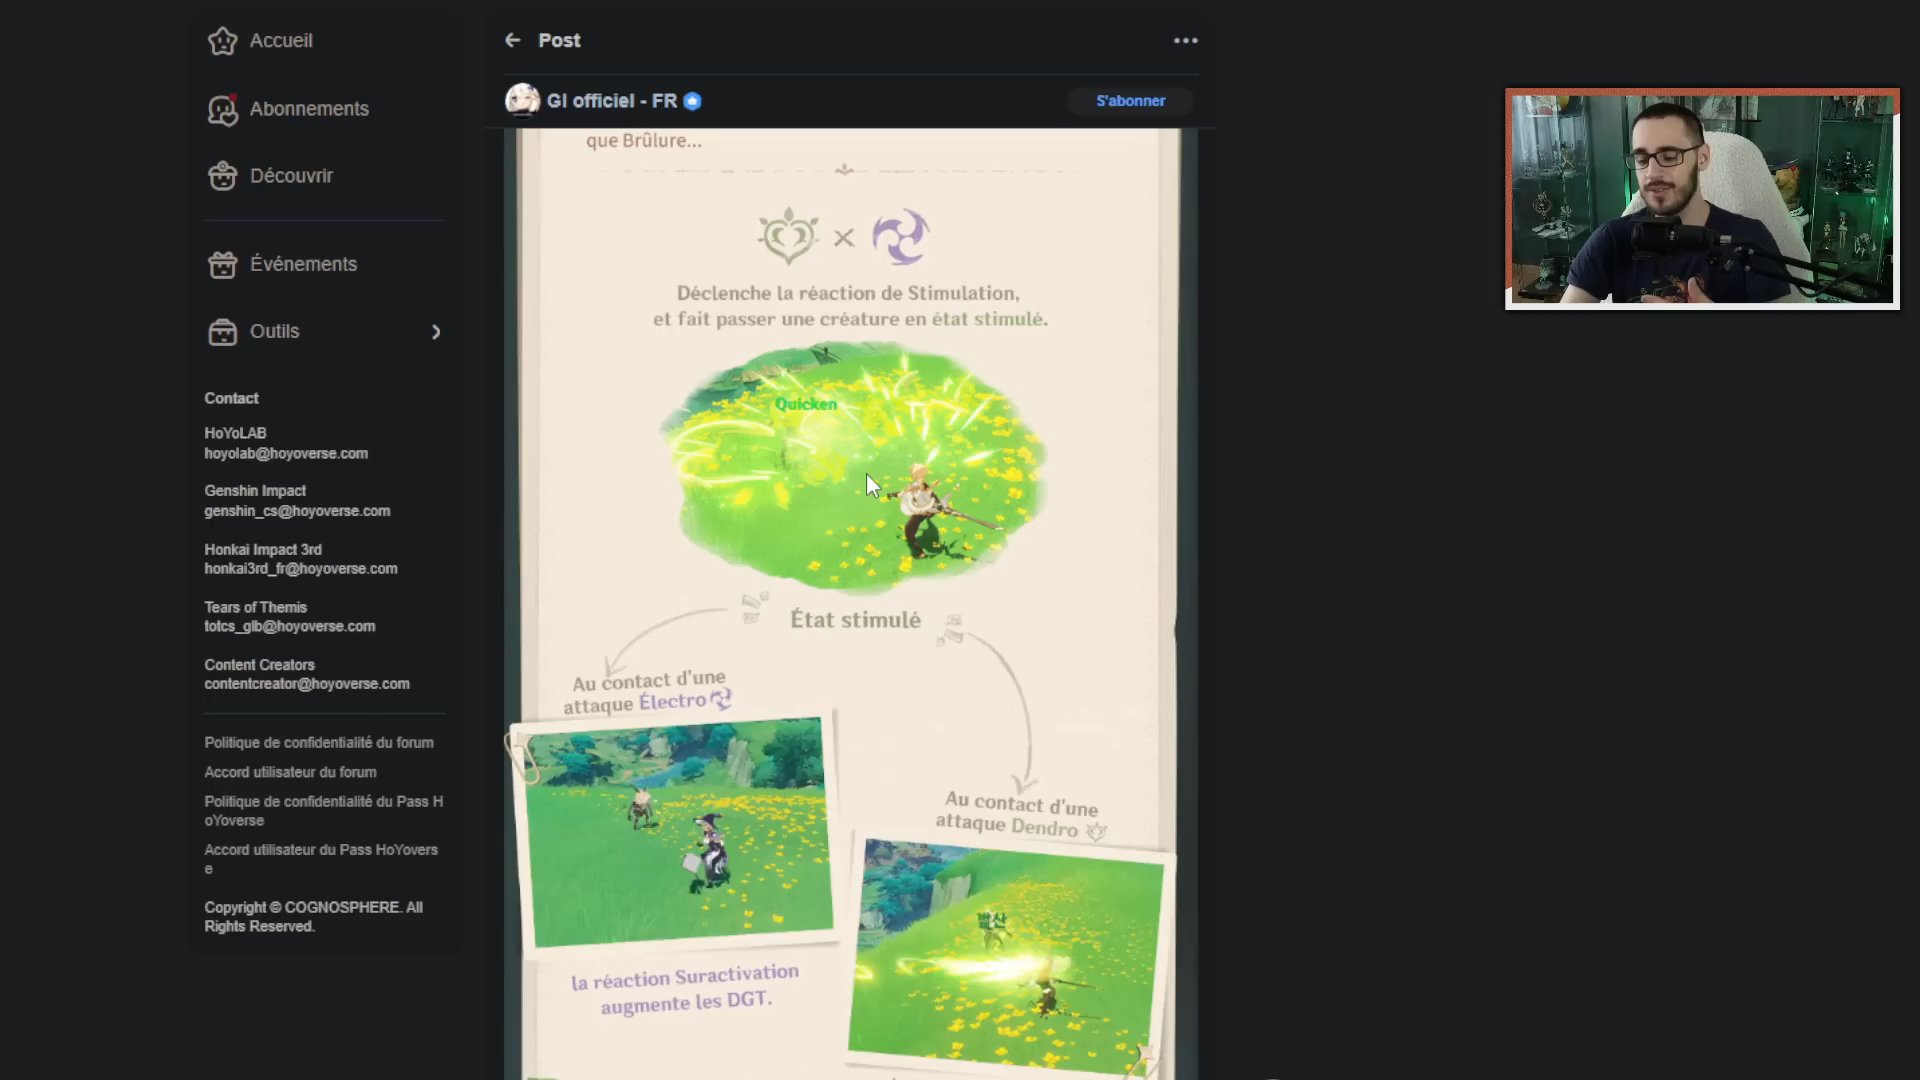 Accueil
Abonnements
Découvrir
Événements
Outils
Contact
HoYoLAB
hoyolab@hoyoverse.com
Genshin Impact
genshin_cs@hoyoverse.com
Honkai Impact 3rd
honkai3rd_fr@hoyoverse.com
Tears of Themis
totcs_glb@hoyoverse.com
Content Creators
contentcreator@hoyoverse.com
Politique de confidentialité du forum
Accord utilisateur du forum
Politique de confidentialité du Pass H
oYoverse
Accord utilisateur du Pass HoYovers
e
Copyright © COGNOSPHERE. All
Rights Reserved.
Post
GI officiel - FR
S'abonner
que Brûlure...
Déclenche la réaction de Stimulation,
et fait passer une créature en état stimulé.
Quicken
État stimulé
Au contact d'une
attaque Électro
la réaction Suractivation
augmente les DGT.
Au contact d'une
attaque Dendro
발산